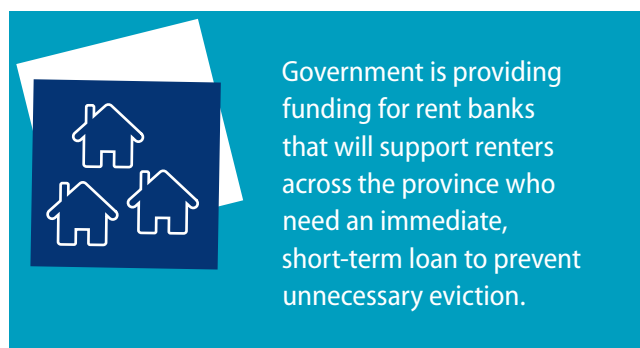 Government is providing
funding for rent banks
that will support renters
across the province who
need an immediate,
short-term loan to prevent
unnecessary eviction.